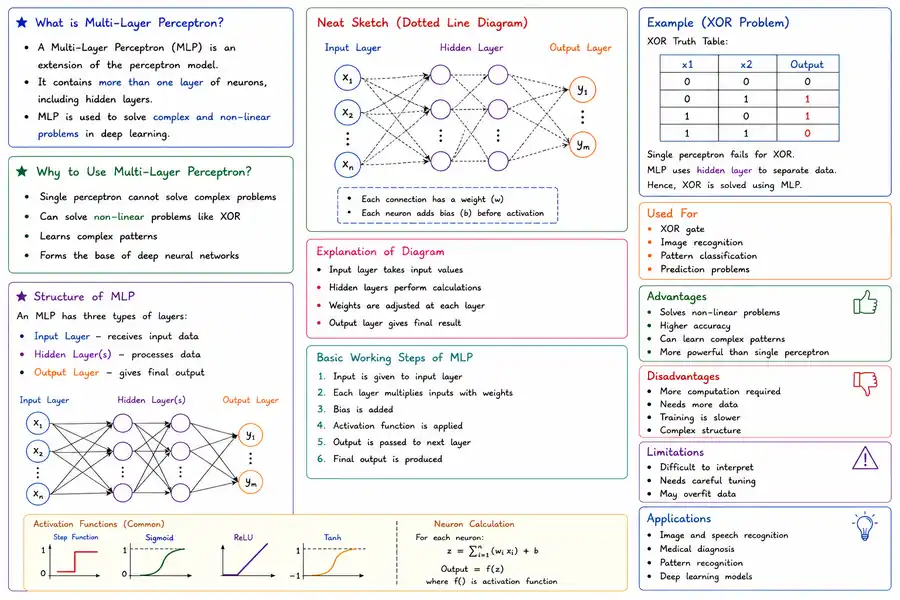 What is Multi-Layer Perceptron?
• A Multi-Layer Perceptron (MLP) is an
extension of the perceptron model.
• It contains more than one layer of neurons,
including hidden layers.
• MLP is used to solve complex and non-linear
problems in deep learning.
Why to Use Multi-Layer Perceptron?
• Single perceptron cannot solve complex problems
• Can solve non-linear problems like XOR
• Learns complex patterns
• Forms the base of deep neural networks
Structure of MLP
An MLP has three types of layers:
• Input Layer – receives input data
• Hidden Layer(s) – processes data
• Output Layer – gives final output
Input Layer Hidden Layer(s) Output Layer
x1
x2
xn
y1
ym
Neat Sketch (Dotted Line Diagram)
Input Layer Hidden Layer Output Layer
x1
x2
xn
y1
ym
• Each connection has a weight (w)
• Each neuron adds bias (b) before activation
Explanation of Diagram
• Input layer takes input values
• Hidden layers perform calculations
• Weights are adjusted at each layer
• Output layer gives final result
Basic Working Steps of MLP
1. Input is given to input layer
2. Each layer multiplies inputs with weights
3. Bias is added
4. Activation function is applied
5. Output is passed to next layer
6. Final output is produced
Activation Functions (Common)
Step Function
1
0
Sigmoid
1
0
ReLU
0
Tanh
1
-1
Neuron Calculation
For each neuron:
z = ∑ⁿᵢ₌₁ (wᵢ xᵢ) + b
Output = f(z)
where f() is activation function
Example (XOR Problem)
XOR Truth Table:
x1 x2 Output
0 0 0
0 1 1
1 0 1
1 1 0
Single perceptron fails for XOR.
MLP uses hidden layer to separate data.
Hence, XOR is solved using MLP.
Used For
• XOR gate
• Image recognition
• Pattern classification
• Prediction problems
Advantages
• Solves non-linear problems
• Higher accuracy
• Can learn complex patterns
• More powerful than single perceptron
Disadvantages
• More computation required
• Needs more data
• Training is slower
• Complex structure
Limitations
• Difficult to interpret
• Needs careful tuning
• May overfit data
Applications
• Image and speech recognition
• Medical diagnosis
• Pattern recognition
• Deep learning models